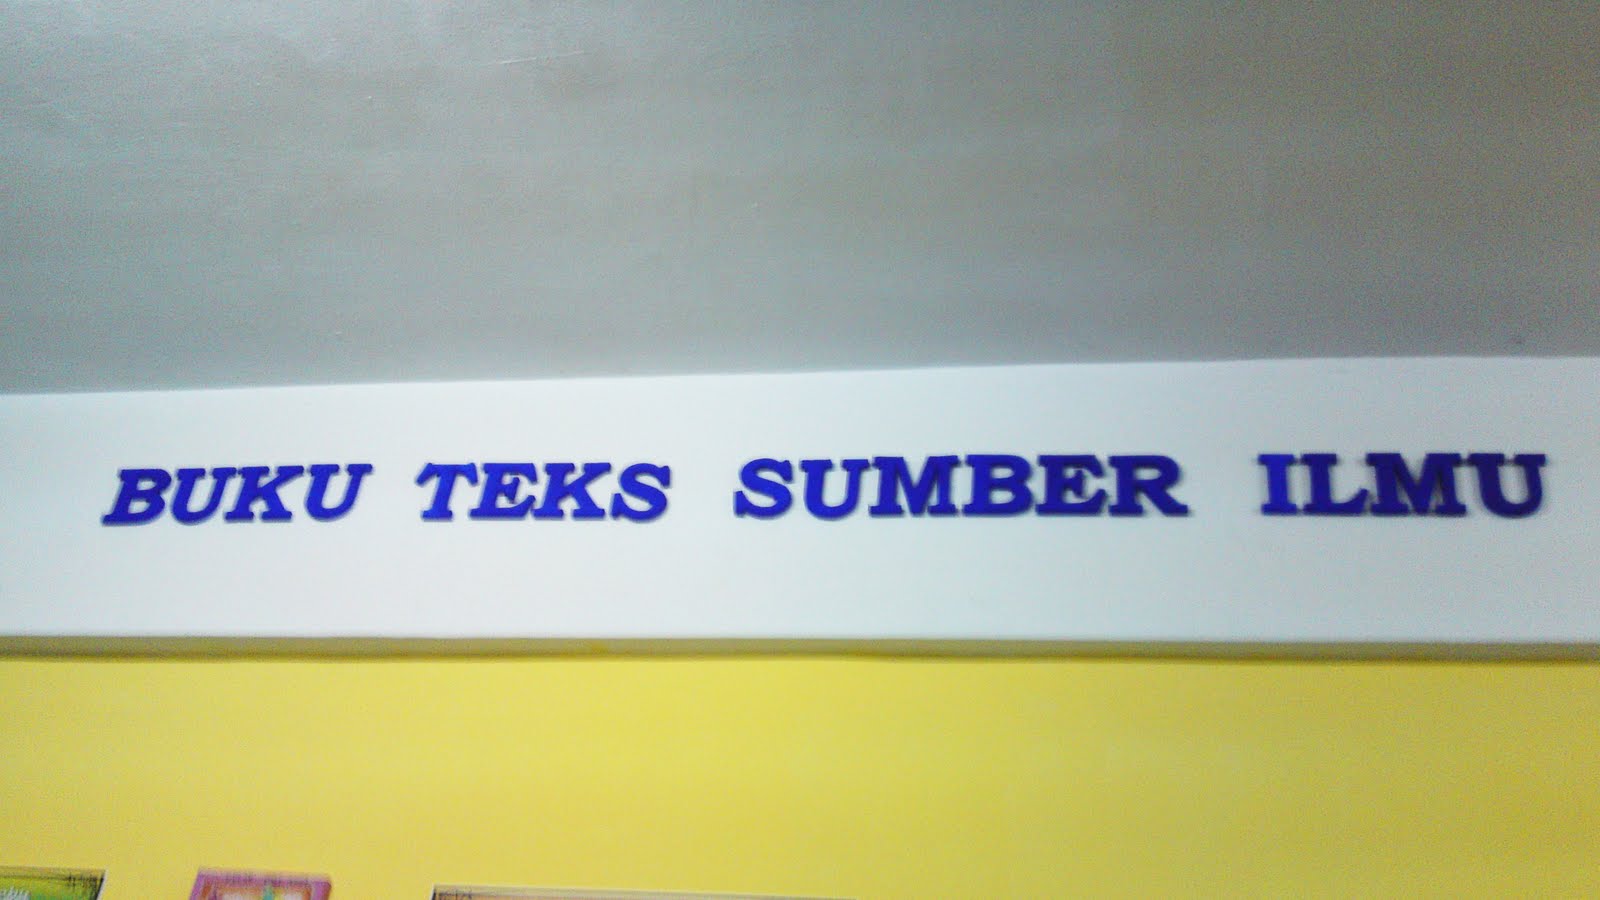 BUKU TEKS SUMBER ILMU